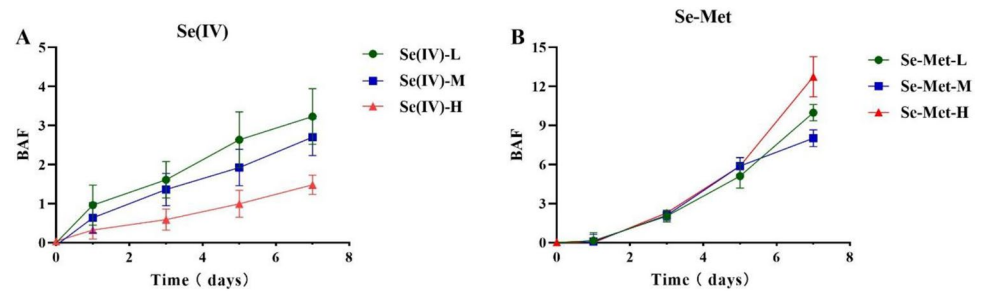 A
Se(IV)
5
4
3
2
1
0
BAF
0
2
4
6
8
Time ( days)
Se(IV)-L
Se(IV)-M
Se(IV)-H
B
Se-Met
15
12
9
6
3
0
BAF
0
2
4
6
8
Time ( days)
Se-Met-L
Se-Met-M
Se-Met-H